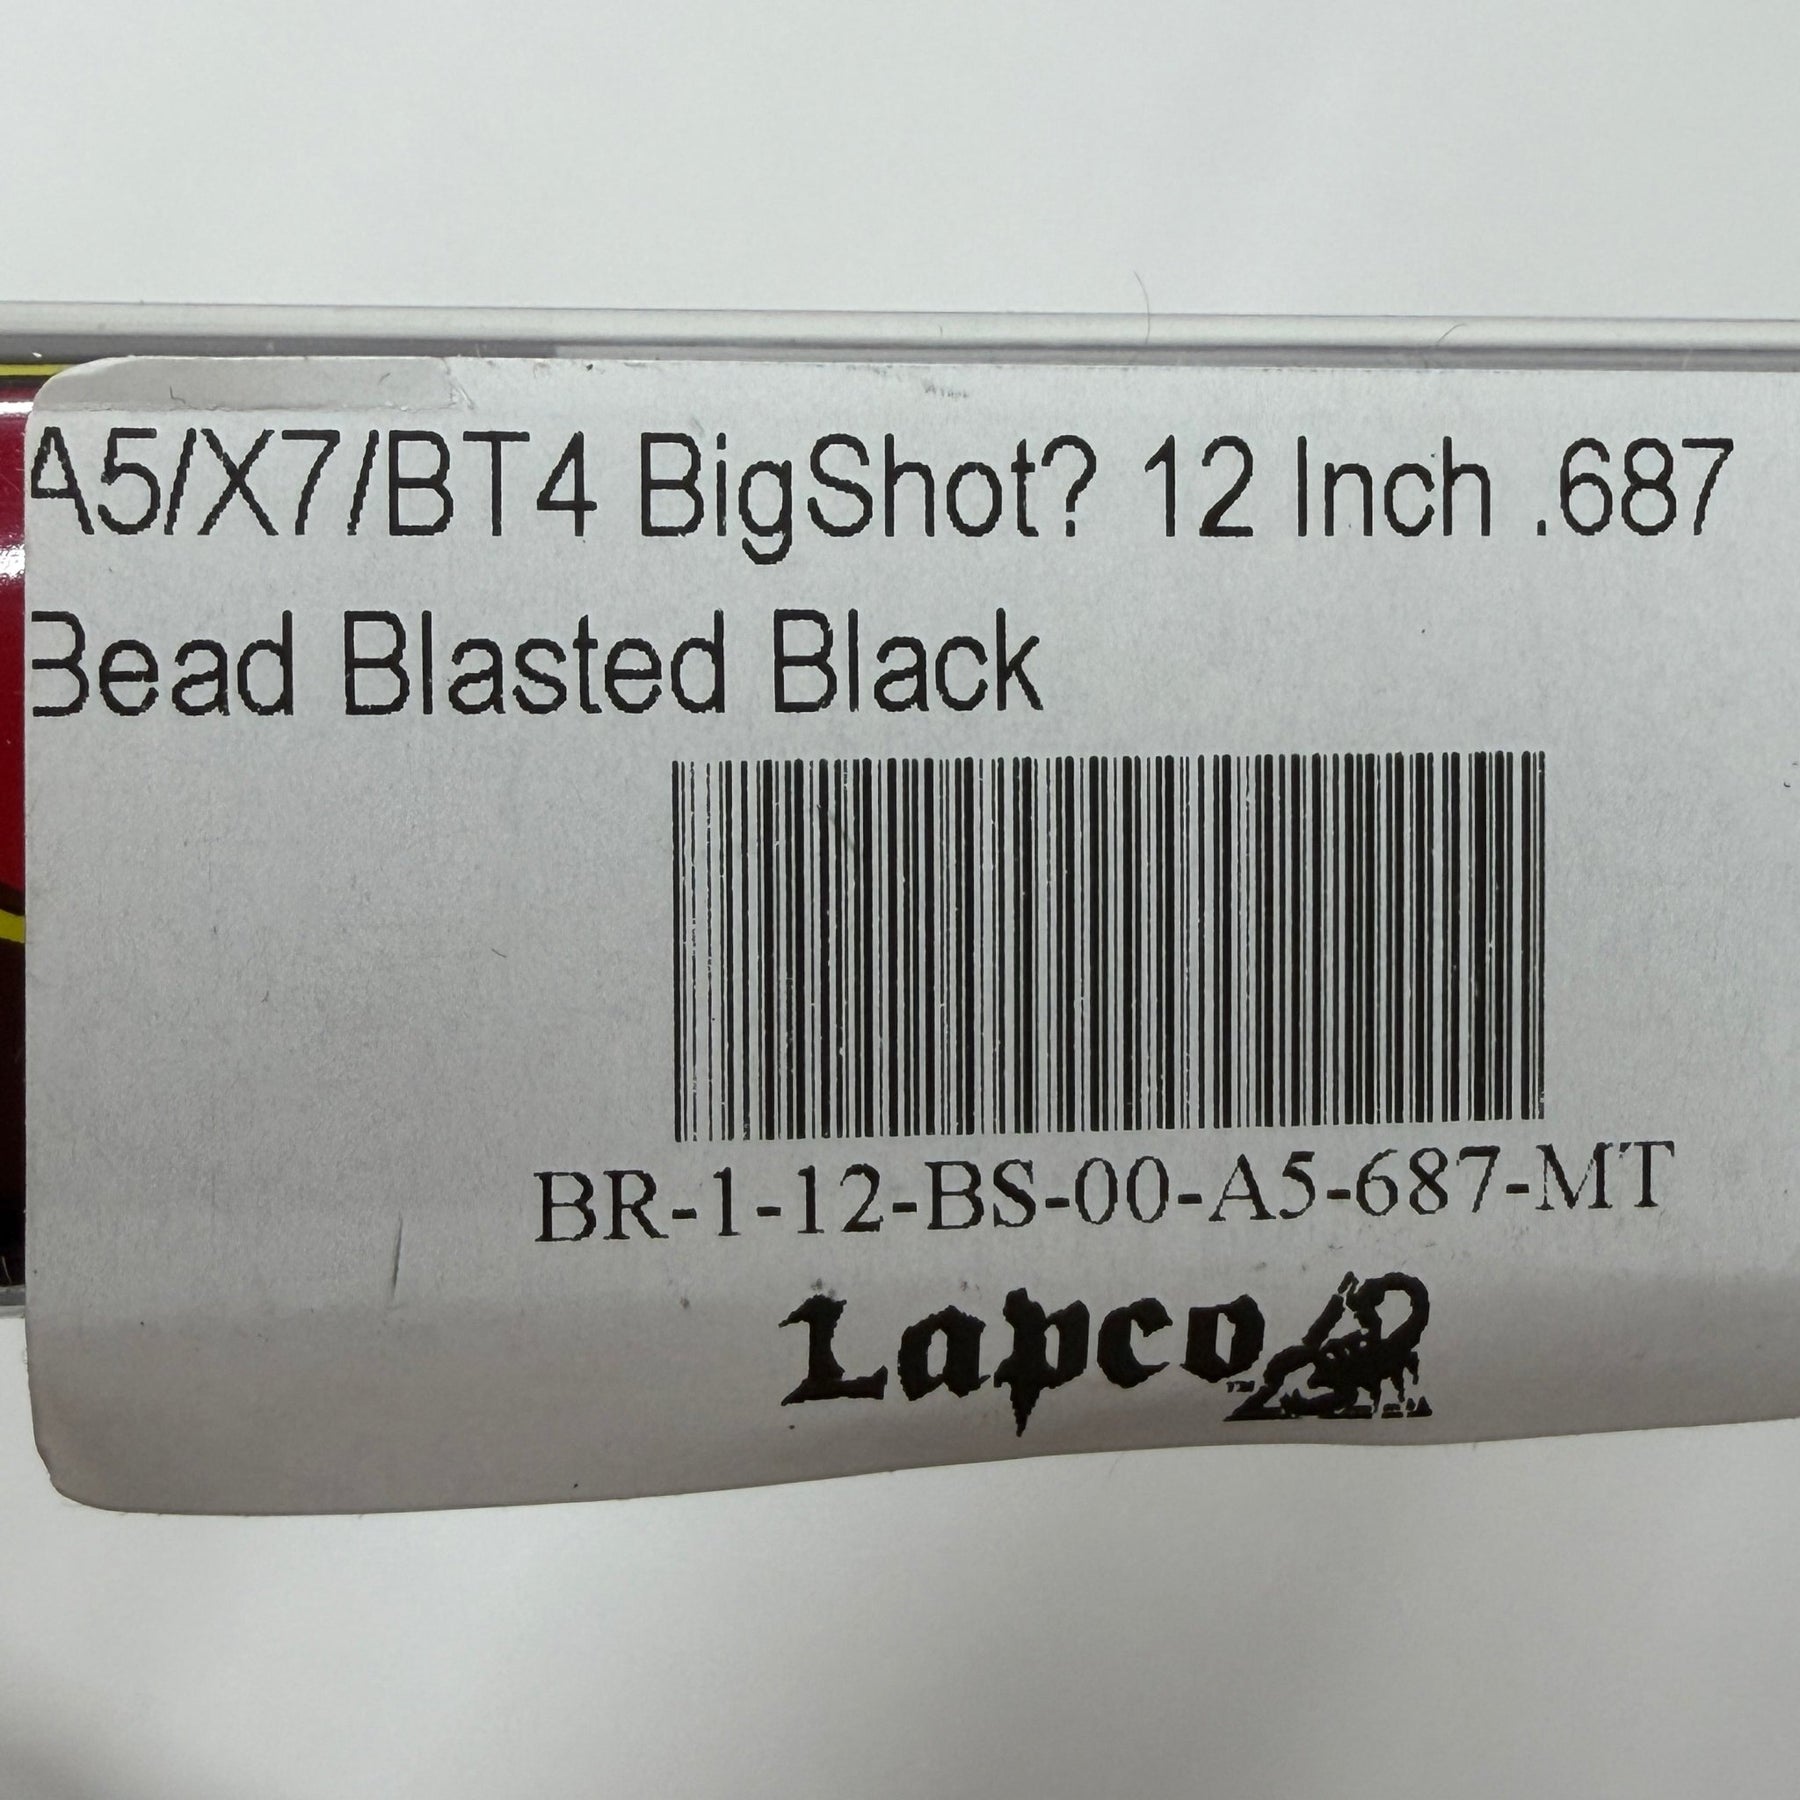 A5/X7/BT4 BigShot? 12 Inch .687
Bead Blasted Black
BR-1-12-BS-00-A5-687-MT
Lapco
TM